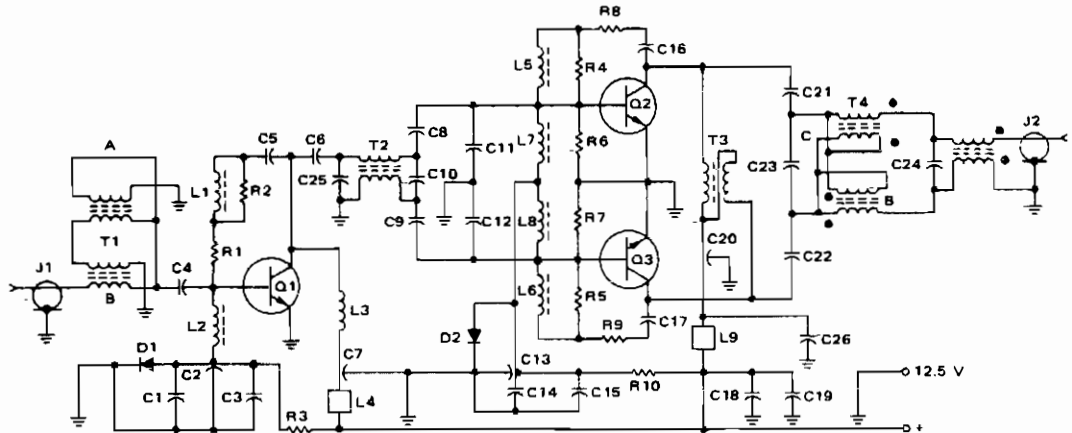 R8
C16
L5
R4
Q2
C21
T4
J2
C5
C6
T2
C8
L7
R6
T3
C
A
C11
C23
C24
L1
R2
C25
C10
C9
C12
L8
R7
B
T1
R1
C20
C22
J1
C4
Q3
B
Q1
L6
R5
L2
L3
C17
D2
R9
L9
C26
D1
C7
C13
C2
R10
12.5 V
C1
C3
L4
C14
C15
C18
C19
R3
+